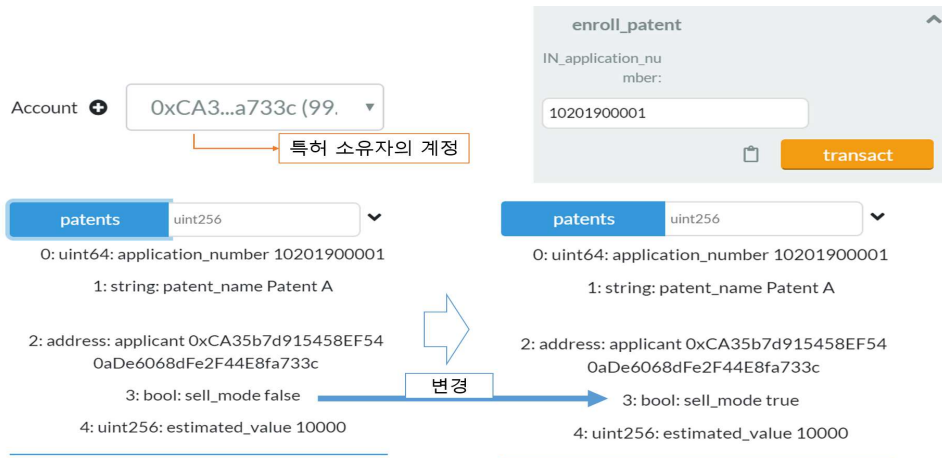 enroll_patent
IN_application_nu
mber:
10201900001
transact
Account
0xCA3...a733c (99.
특허 소유자의 계정
patents
uint256
0: uint64: application_number 10201900001
1: string: patent_name Patent A
2: address: applicant 0xCA35b7d915458EF54
0aDe6068dFe2F44E8fa733c
3: bool: sell_mode false
4: uint256: estimated_value 10000
변경
patents
uint256
0: uint64: application_number 10201900001
1: string: patent_name Patent A
2: address: applicant 0xCA35b7d915458EF54
0aDe6068dFe2F44E8fa733c
3: bool: sell_mode true
4: uint256: estimated_value 10000